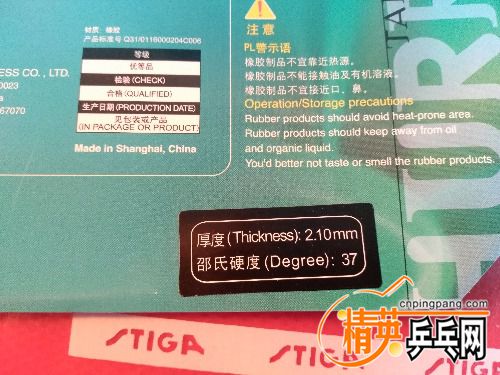 材质：橡胶
产品标准号 Q31/0116000204C006
等级
优等品
检验(CHECK)
合格(QUALIFIED)
生产日期(PRODUCTION DATE)
见包装或产品
(IN PACKAGE OR PRODUCT)
Made in Shanghai, China
ESS CO., LTD.
0023
a
67070
注意
PL警示语
橡胶制品不宜靠近热源。
橡胶制品不能接触油及有机溶液。
橡胶制品不宜接近口、鼻。
Operation/Storage precautions
Rubber products should avoid heat-prone area.
Rubber products should keep away from oil
and organic liquid.
You'd better not taste or smell the rubber products.
厚度(Thickness): 2.10mm
邵氏硬度(Degree): 37
STIGA
STIGA
STIGA
cnpingpang.com
精英乒乓网